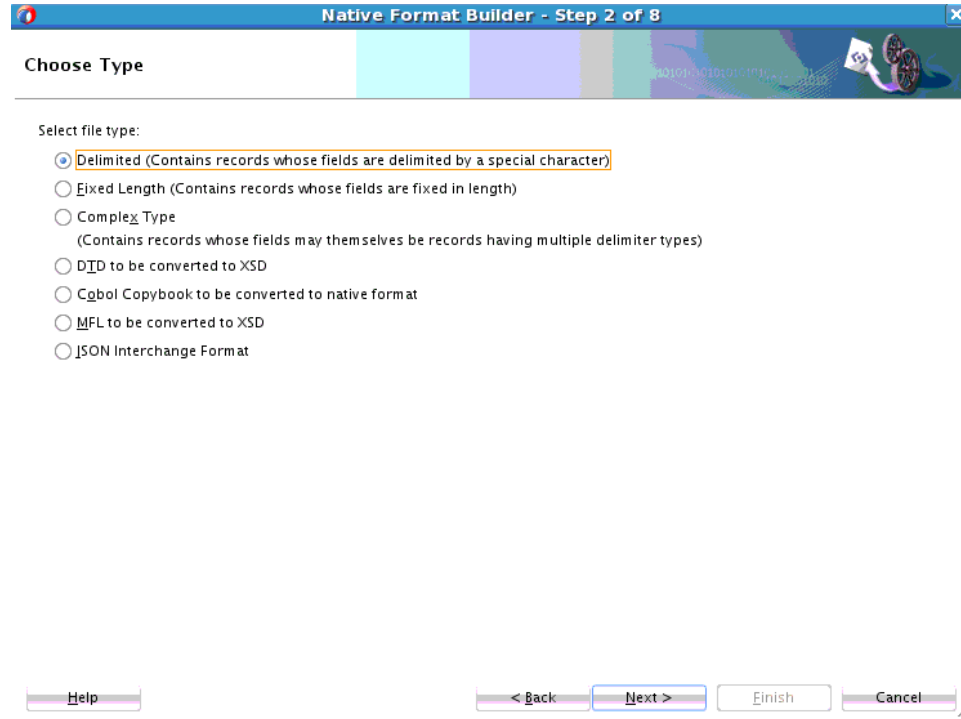 Native Format Builder - Step 2 of 8
Choose Type
Select file type:
Delimited (Contains records whose fields are delimited by a special character)
Fixed Length (Contains records whose fields are fixed in length)
Complex Type
(Contains records whose fields may themselves be records having multiple delimiter types)
DTD to be converted to XSD
Cobol Copybook to be converted to native format
MFL to be converted to XSD
JSON Interchange Format
Help
< Back
Next >
Finish
Cancel